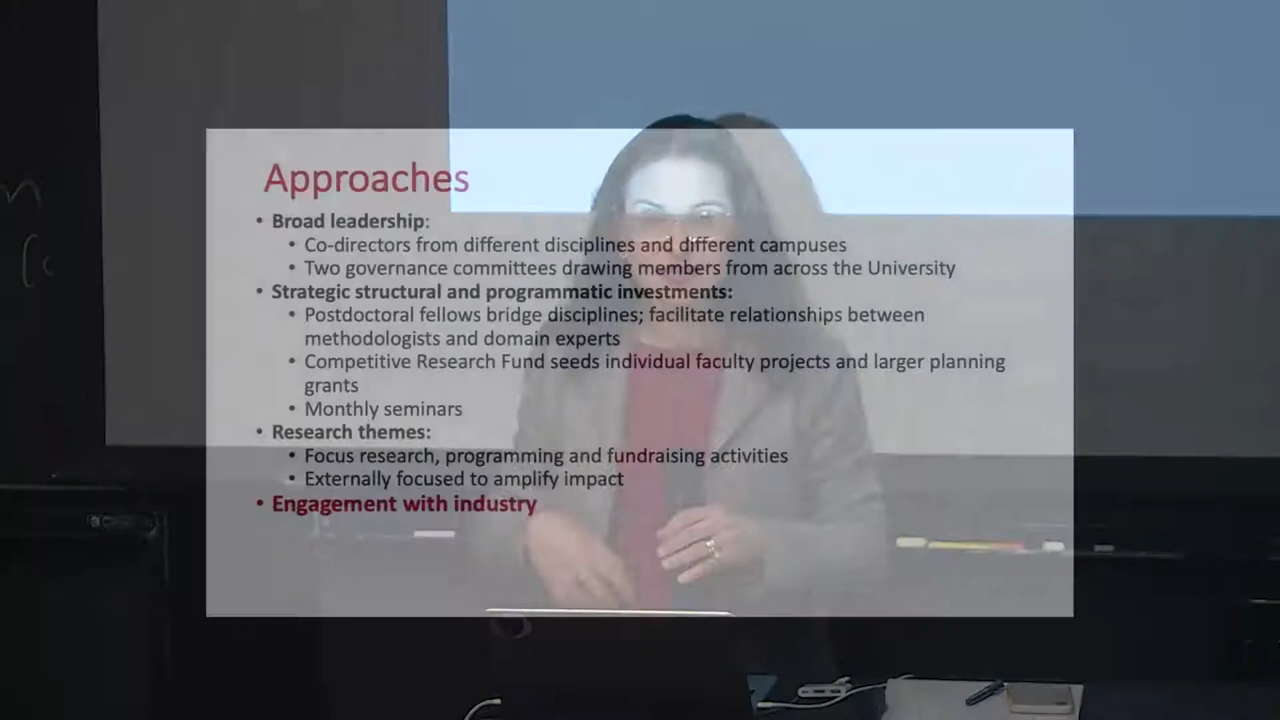 Approaches
• Broad leadership:
• Co-directors from different disciplines and different campuses
• Two governance committees drawing members from across the University
• Strategic structural and programmatic investments:
• Postdoctoral fellows bridge disciplines; facilitate relationships between
methodologists and domain experts
• Competitive Research Fund seeds individual faculty projects and larger planning
grants
• Monthly seminars
• Research themes:
• Focus research, programming and fundraising activities
• Externally focused to amplify impact
• Engagement with industry